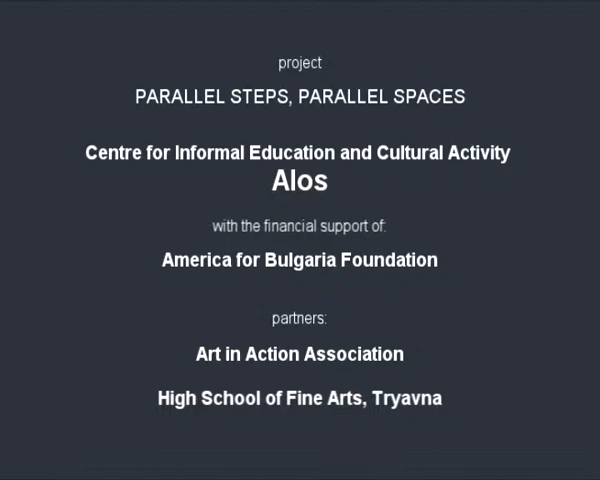 project
PARALLEL STEPS, PARALLEL SPACES
Centre for Informal Education and Cultural Activity
Alos
with the financial support of:
America for Bulgaria Foundation
partners:
Art in Action Association
High School of Fine Arts, Tryavna